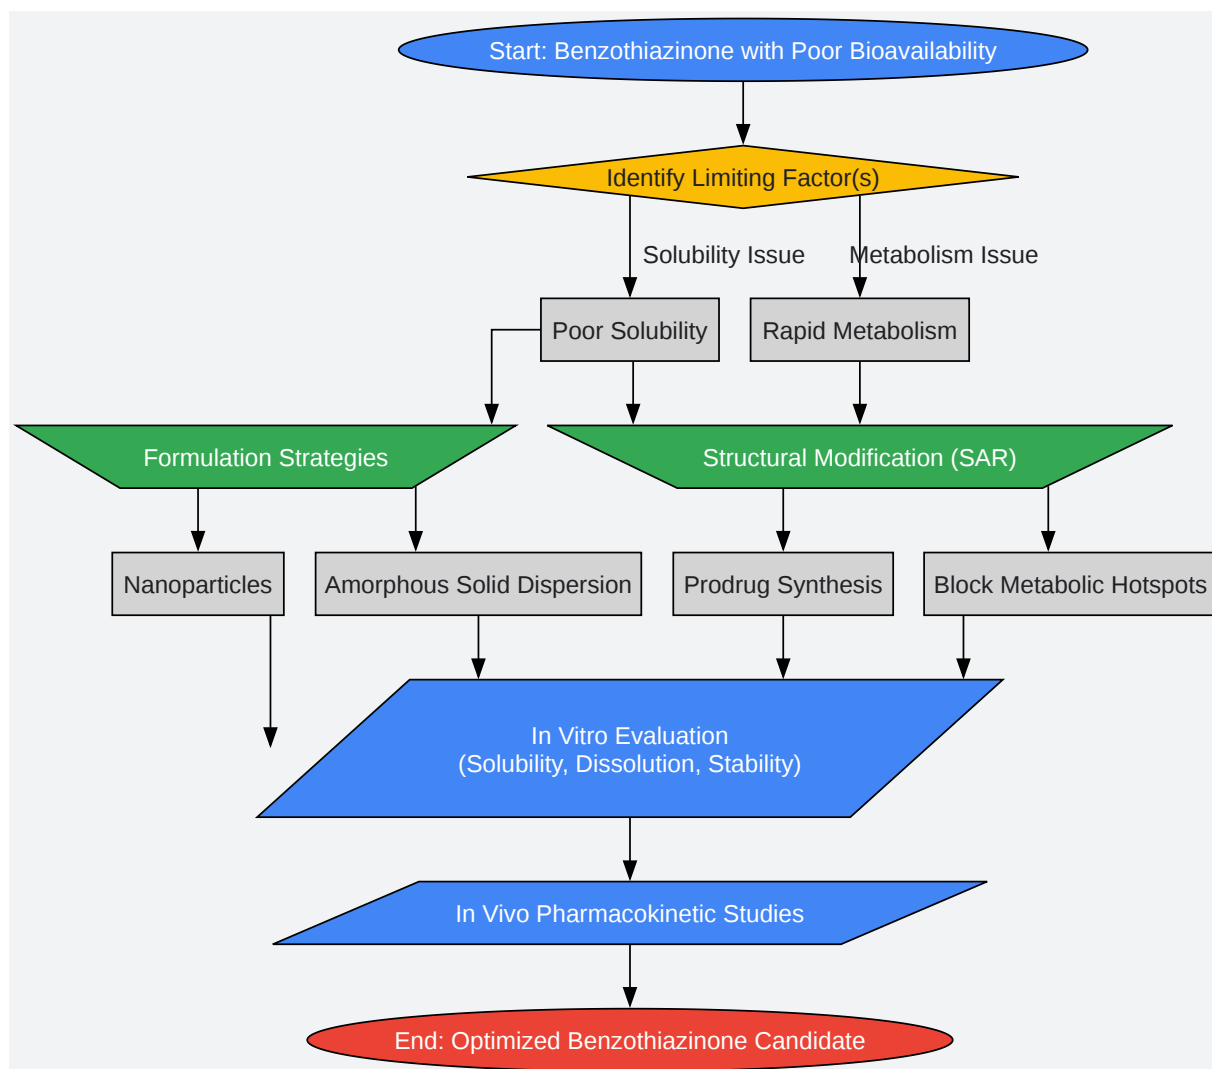 Start: Benzothiazinone with Poor Bioavailability
Identify Limiting Factor(s)
Solubility Issue
Metabolism Issue
Poor Solubility
Rapid Metabolism
Formulation Strategies
Structural Modification (SAR)
Nanoparticles
Amorphous Solid Dispersion
Prodrug Synthesis
Block Metabolic Hotspots
In Vitro Evaluation
(Solubility, Dissolution, Stability)
In Vivo Pharmacokinetic Studies
End: Optimized Benzothiazinone Candidate